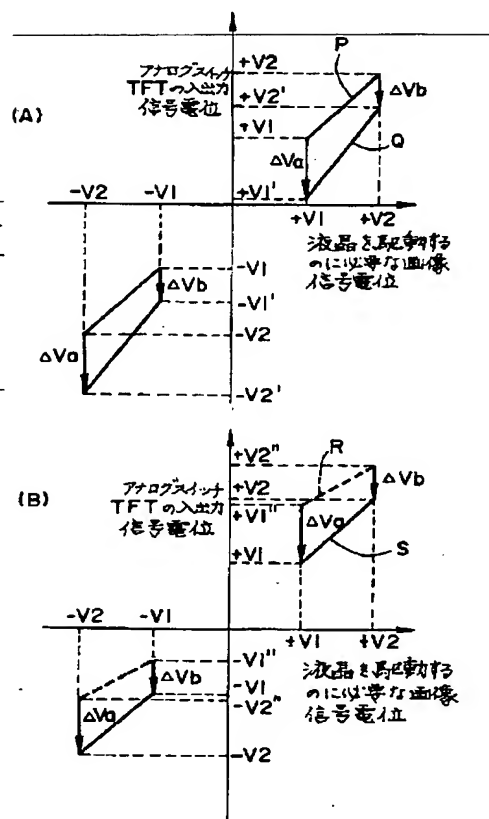 (A)
アナログスイッチ
TFTの入出力
信号電位
+V2
+V2'
+V1
+V1'
P
Q
ΔVb
ΔVa
-V2
-V1
+V1
+V2
液晶を駆動する
のに必要な画像
信号電位
-V1
-V1'
-V2
-V2'
ΔVb
ΔVa
(B)
アナログスイッチ
TFTの入出力
信号電位
+V2"
+V2
+V1"
+V1
R
S
ΔVb
ΔVa
-V2
-V1
+V1
+V2
液晶を駆動する
のに必要な画像
信号電位
-V1"
-V1
-V2"
-V2
ΔVb
ΔVa